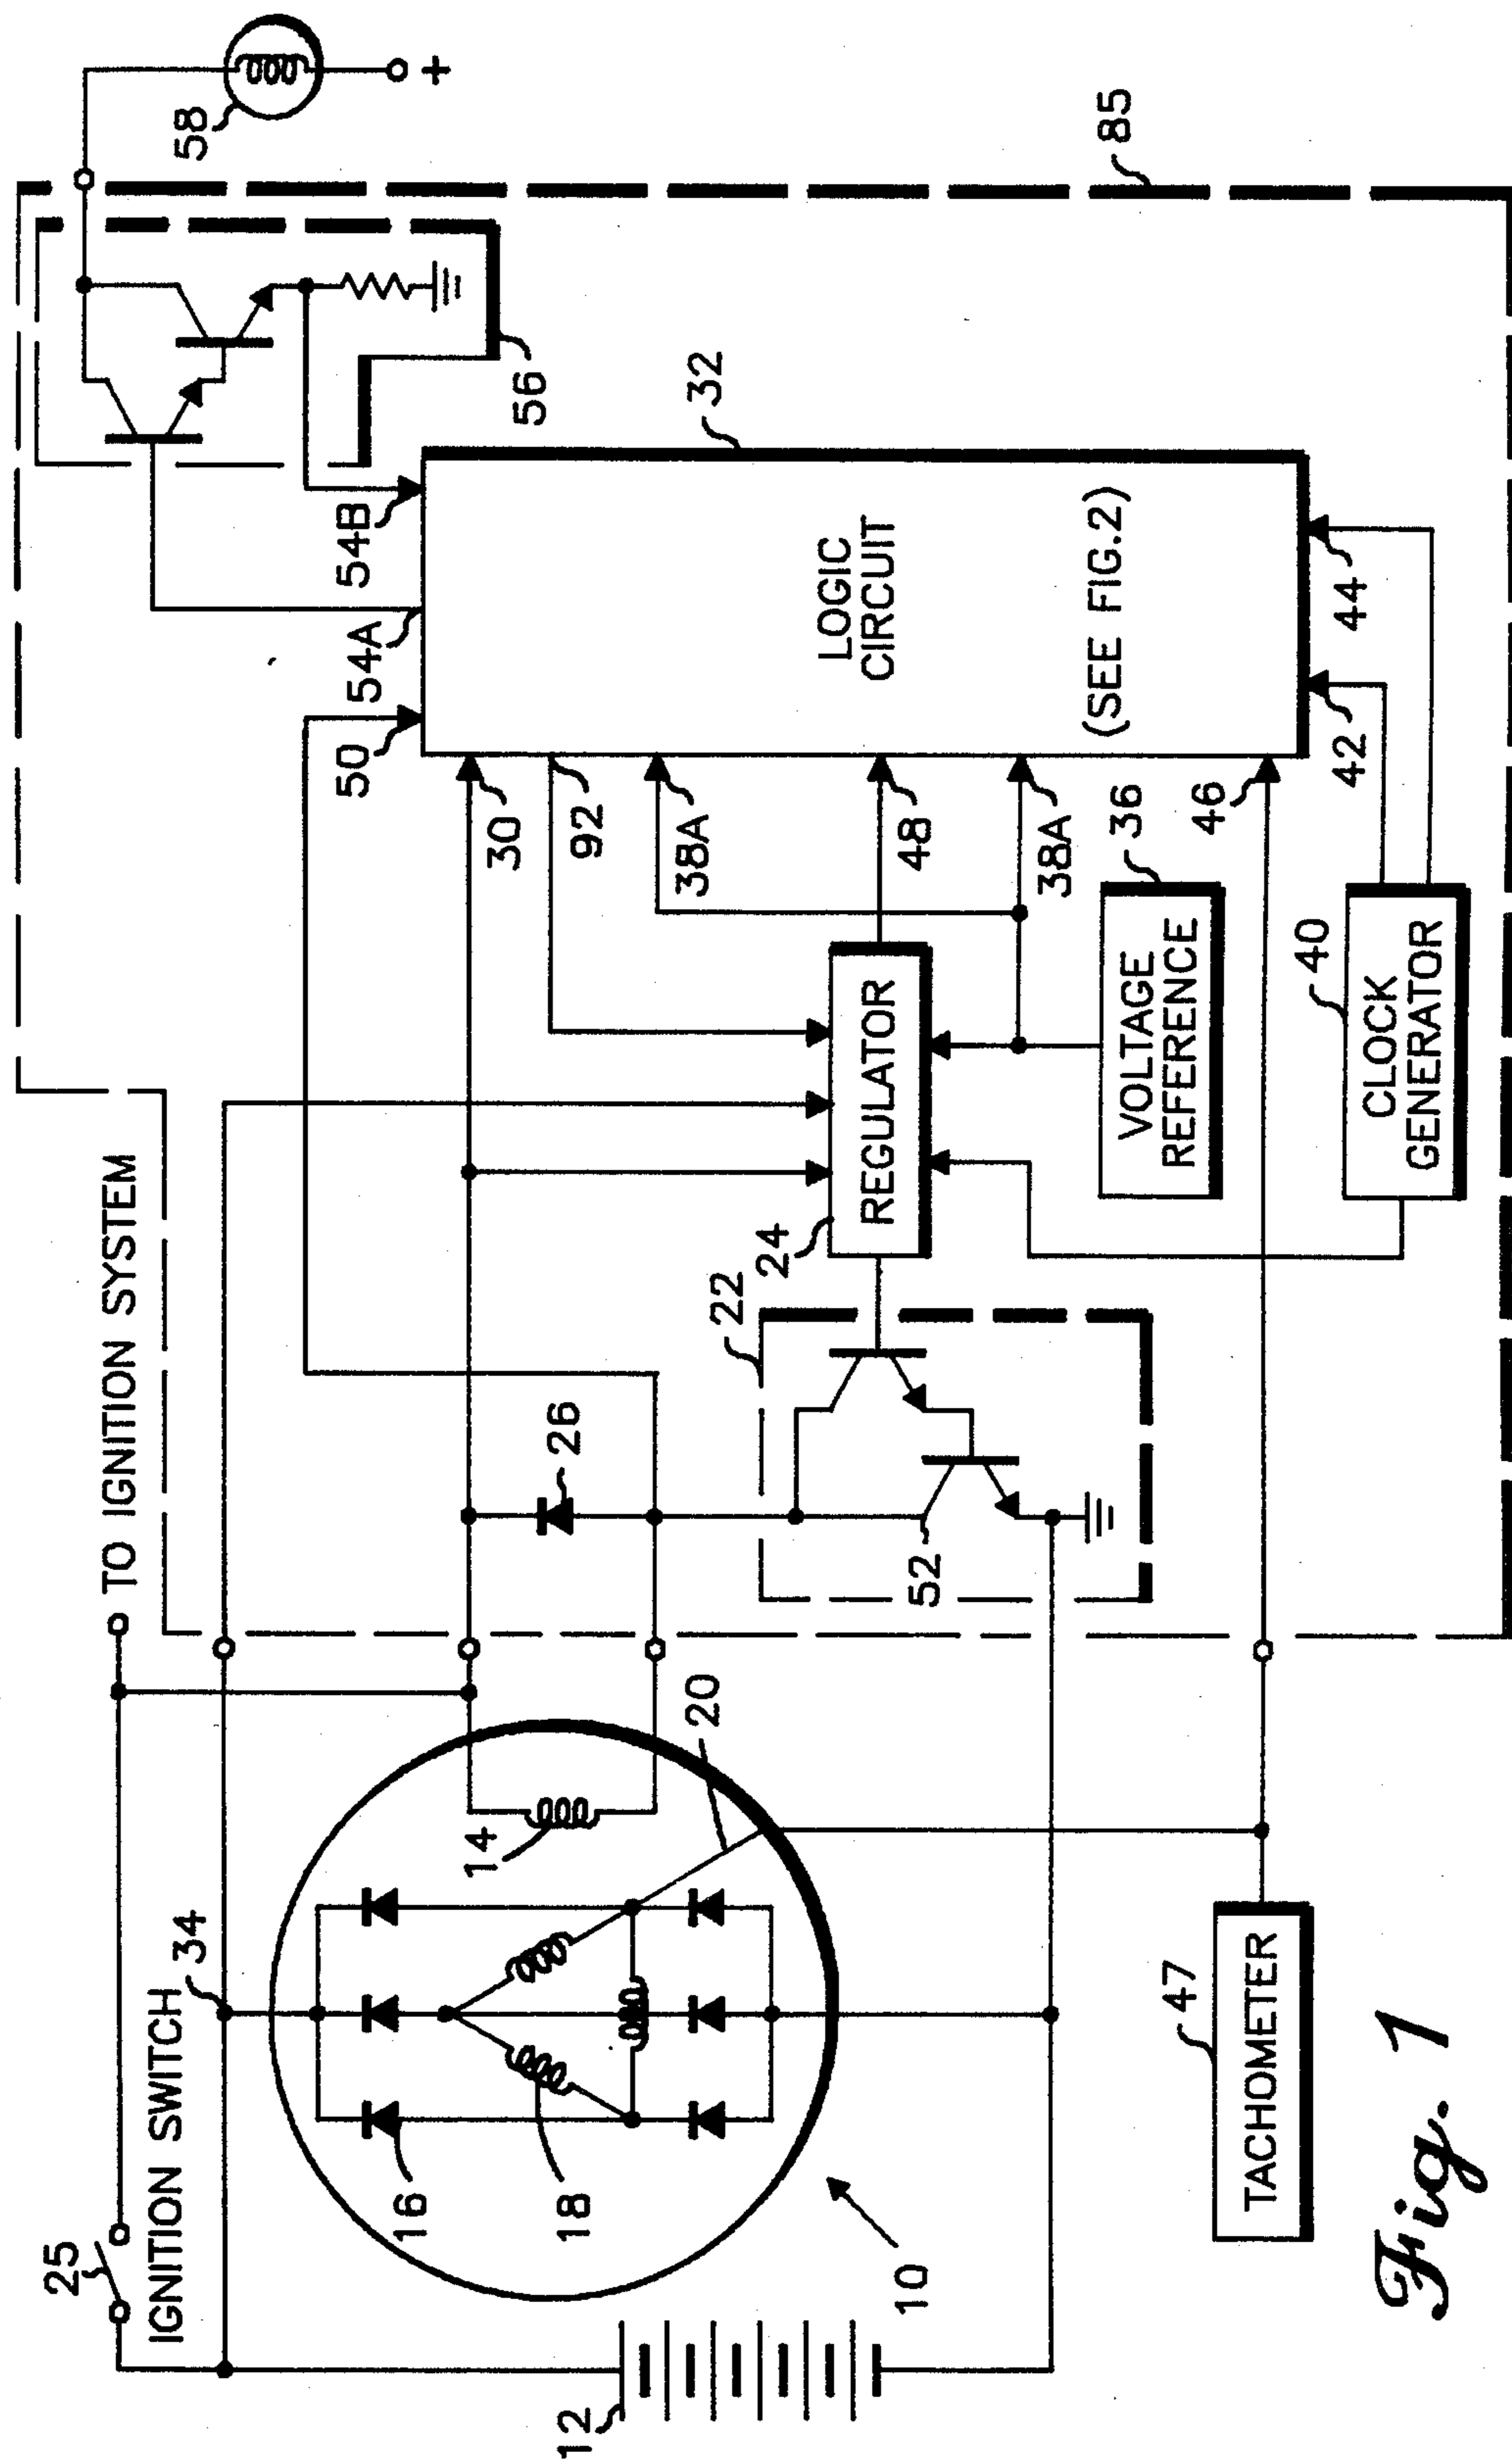 25
IGNITION SWITCH
34
TO IGNITION SYSTEM
58
+
12
10
16
18
14
20
26
22
52
24
REGULATOR
50
54A
54B
56
30
92
38A
48
38A
46
32
LOGIC
CIRCUIT
(SEE FIG.2)
85
36
VOLTAGE
REFERENCE
40
CLOCK
GENERATOR
42
44
47
TACHOMETER
Fig. 1